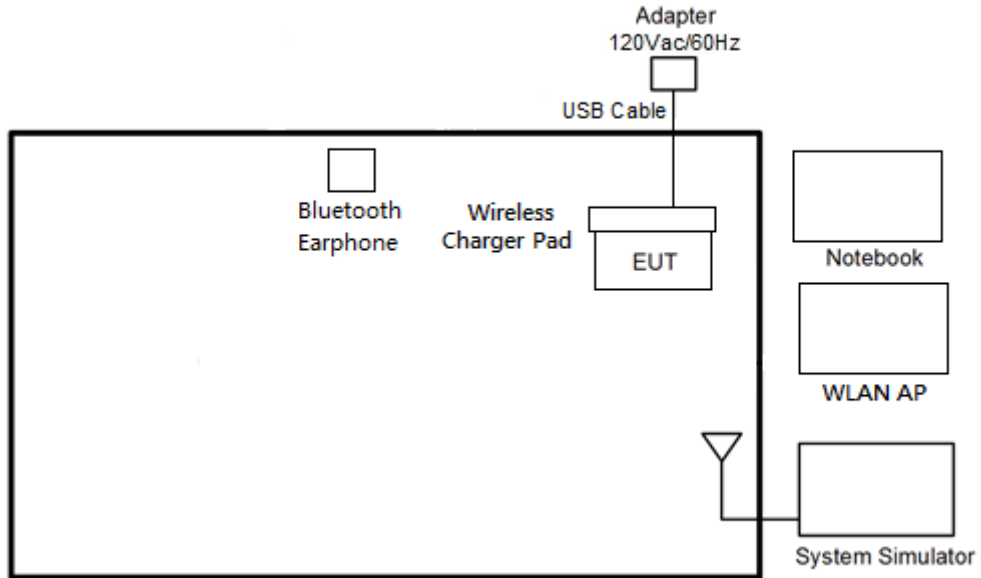 Adapter
120Vac/60Hz
USB Cable
Bluetooth
Earphone
Wireless
Charger Pad
EUT
Notebook
WLAN AP
System Simulator